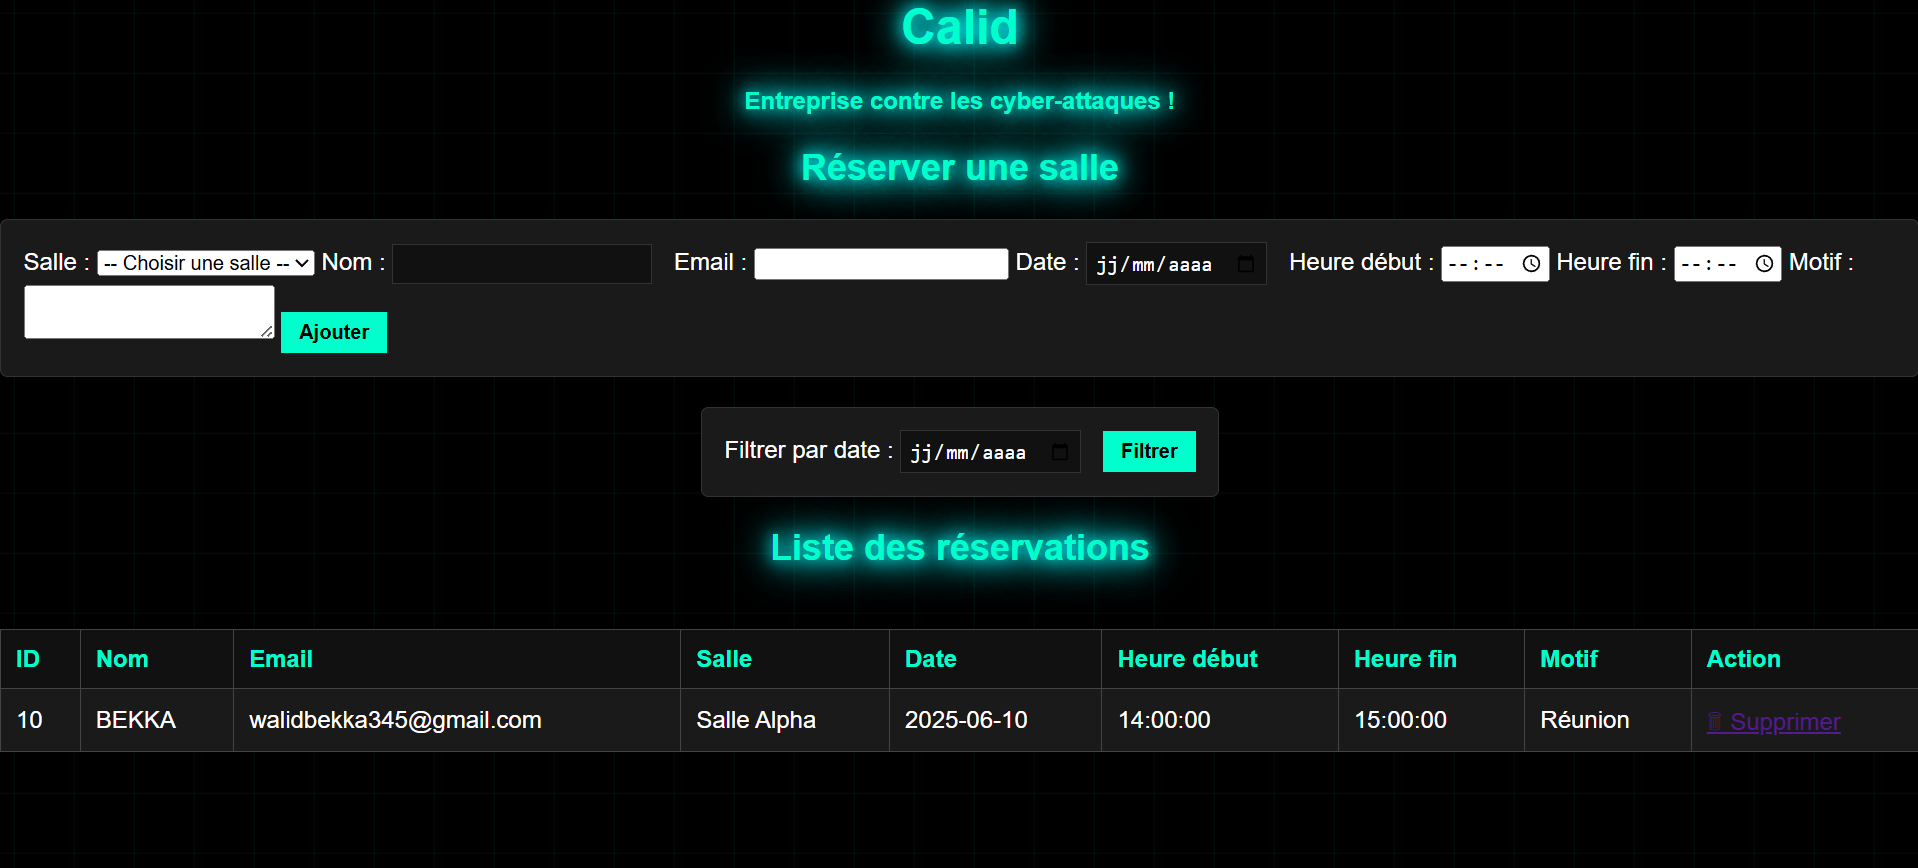 Calid
Entreprise contre les cyber-attaques !
Réserver une salle
Salle : -- Choisir une salle -- Nom : Email : Date : jj/mm/aaaa Heure début : --:-- Heure fin : --:-- Motif :
Ajouter
Filtrer par date : jj/mm/aaaa Filtrer
Liste des réservations
ID Nom Email Salle Date Heure début Heure fin Motif Action
10 BEKKA walidbekka345@gmail.com Salle Alpha 2025-06-10 14:00:00 15:00:00 Réunion Supprimer